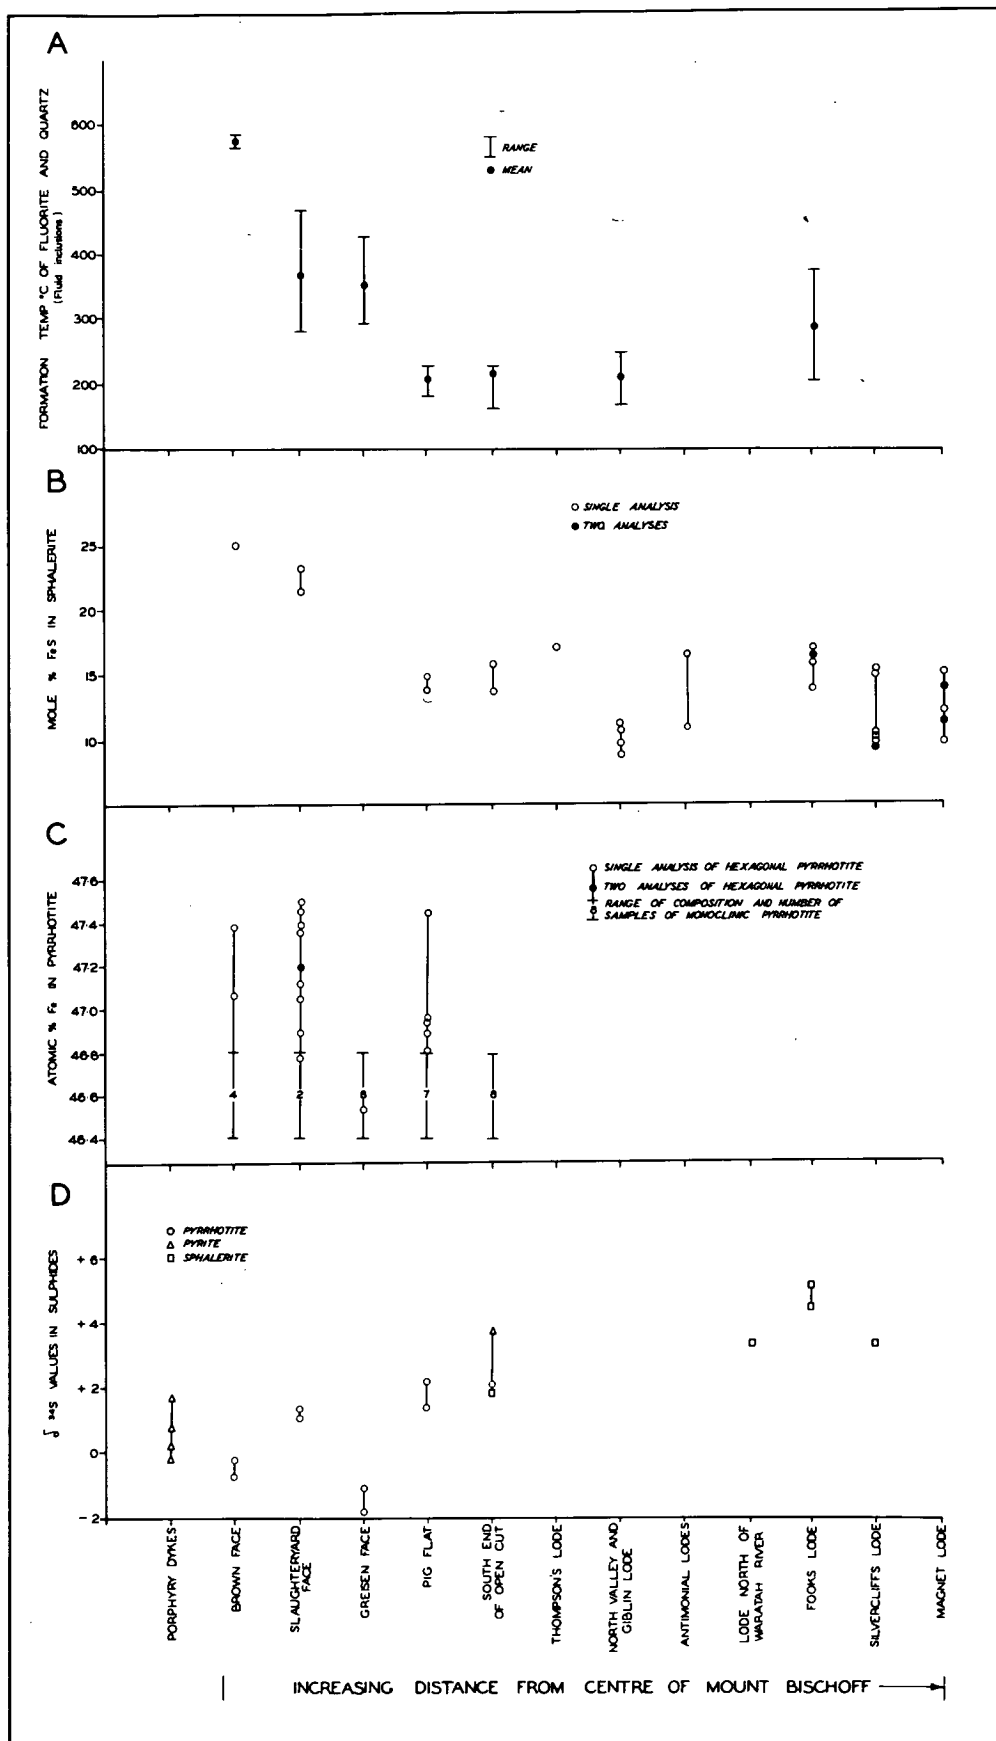 A
FORMATION TEMP °C OF FLUORITE AND QUARTZ
(Fluid inclusions)
600
500
400
300
200
100
RANGE
MEAN
B
MOLE % FeS IN SPHALERITE
25
20
15
10
SINGLE ANALYSIS
TWO ANALYSES
C
ATOMIC % Fe IN PYRRHOTITE
47·6
47·4
47·2
47·0
46·8
46·6
46·4
SINGLE ANALYSIS OF HEXAGONAL PYRRHOTITE
TWO ANALYSES OF HEXAGONAL PYRRHOTITE
RANGE OF COMPOSITION AND NUMBER OF
8 SAMPLES OF MONOCLINIC PYRRHOTITE
4
2
6
7
8
D
δ 34S VALUES IN SULPHIDES
+6
+4
+2
0
-2
PYRRHOTITE
PYRITE
SPHALERITE
PORPHYRY DYKES
BROWN FACE
SLAUGHTERYARD
FACE
GREISEN FACE
PIG FLAT
SOUTH END
OF OPEN CUT
THOMPSON'S LODE
NORTH VALLEY AND
GIBLIN LODE
ANTIMONIAL LODES
LODE NORTH OF
WARATAH RIVER
FOOKS LODE
SILVERCLIFFS LODE
MAGNET LODE
INCREASING DISTANCE FROM CENTRE OF MOUNT BISCHOFF